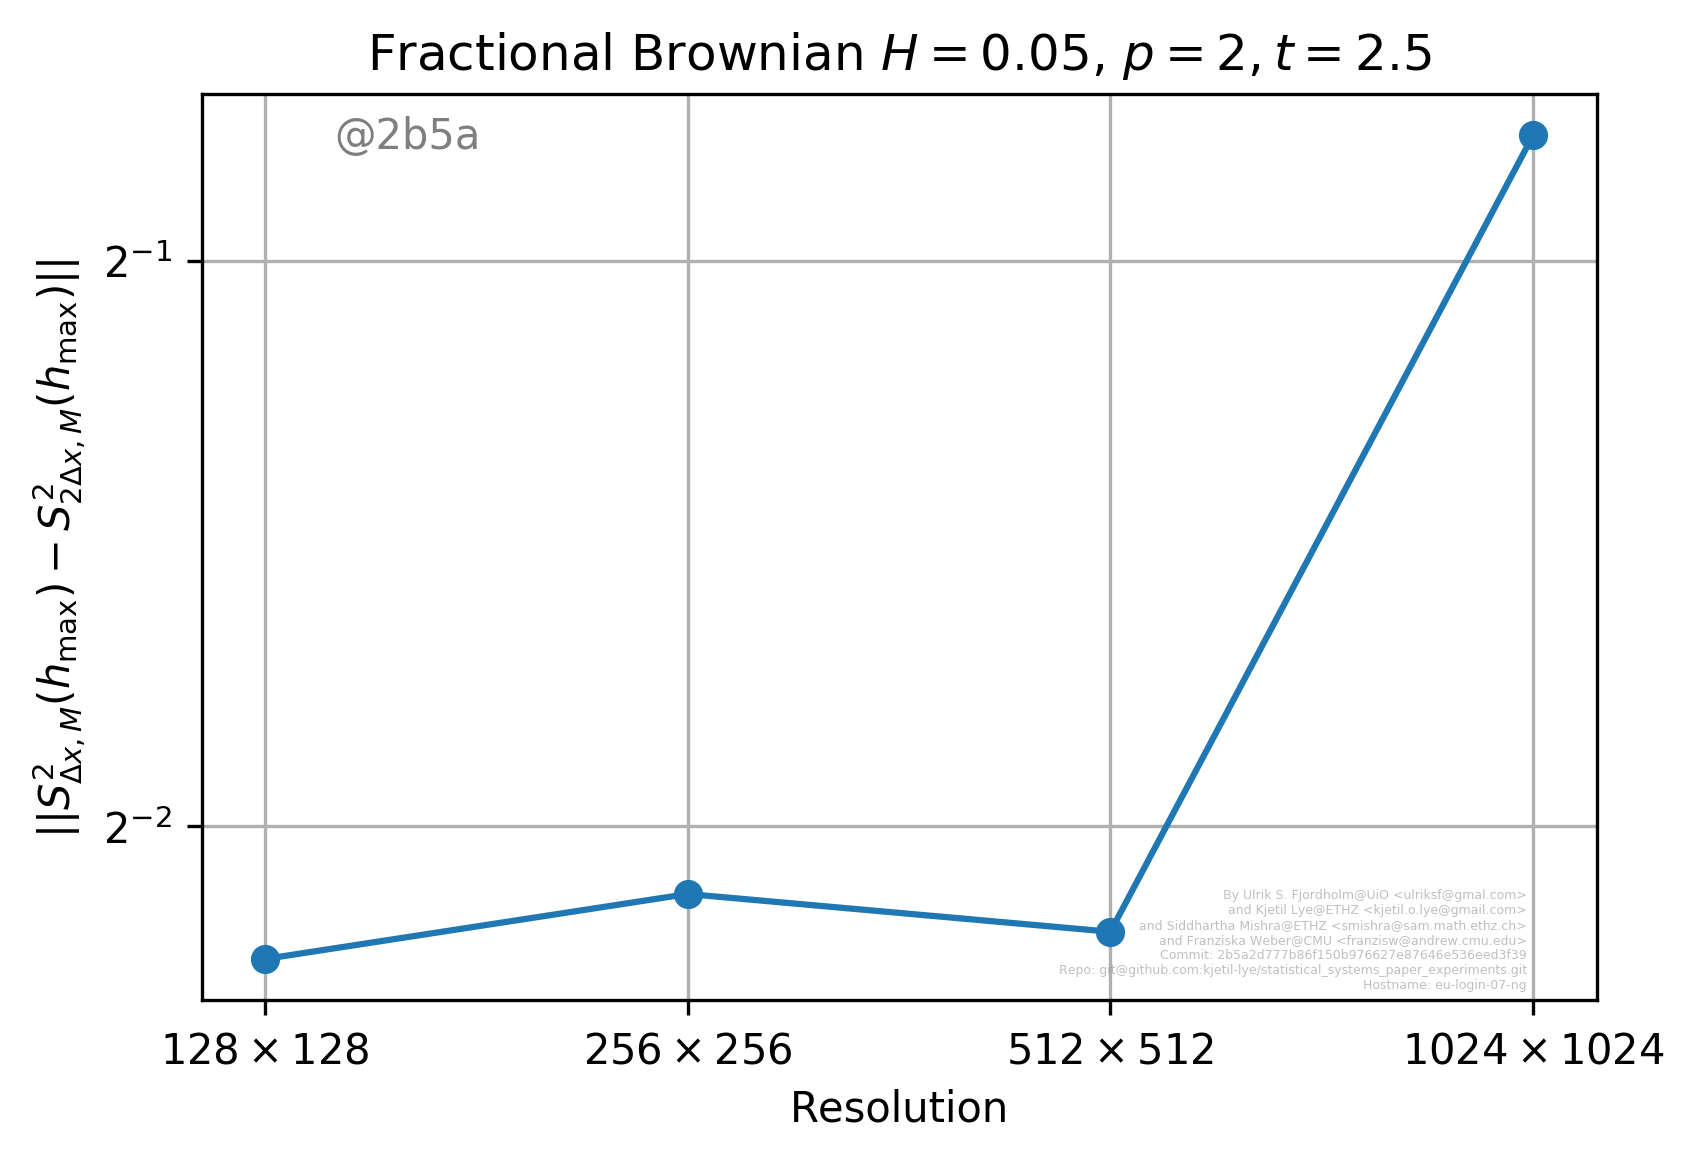 Fractional Brownian H = 0.05, p = 2, t = 2.5
@2b5a
2⁻¹
2⁻²
||S²_{Δx,M}(h_max) − S²_{2Δx,M}(h_max)||
By Ulrik S. Fjordholm@UiO <ulriksf@gmal.com>
and Kjetil Lye@ETHZ <kjetil.o.lye@gmail.com>
and Siddhartha Mishra@ETHZ <smishra@sam.math.ethz.ch>
and Franziska Weber@CMU <franzisw@andrew.cmu.edu>
Commit: 2b5a2d777b86f150b976627e87646e536eed3f39
Repo: git@github.com:kjetil-lye/statistical_systems_paper_experiments.git
Hostname: eu-login-07-ng
128 × 128 256 × 256 512 × 512 1024 × 1024
Resolution